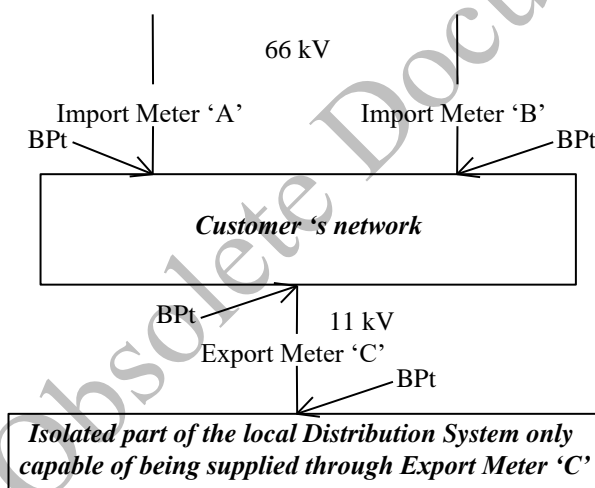 66 kV
Import Meter ‘A’
Import Meter ‘B’
BPt
BPt
Customer ‘s network
BPt
11 kV
Export Meter ‘C’
BPt
Isolated part of the local Distribution System only
capable of being supplied through Export Meter ‘C’
Obsolete Docu